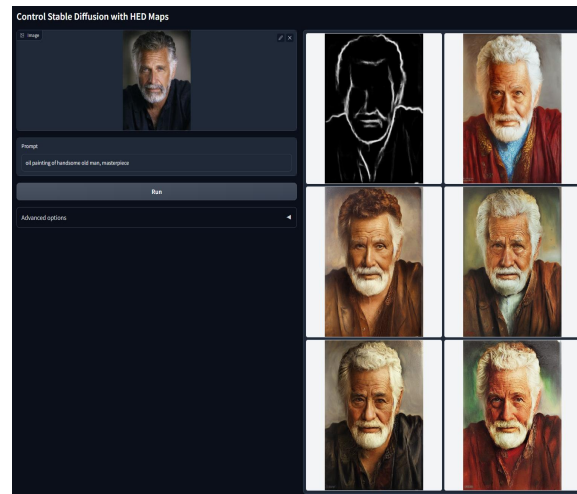 Control Stable Diffusion with HED Maps
Image
Prompt
oil painting of handsome old man, masterpiece
Run
Advanced options